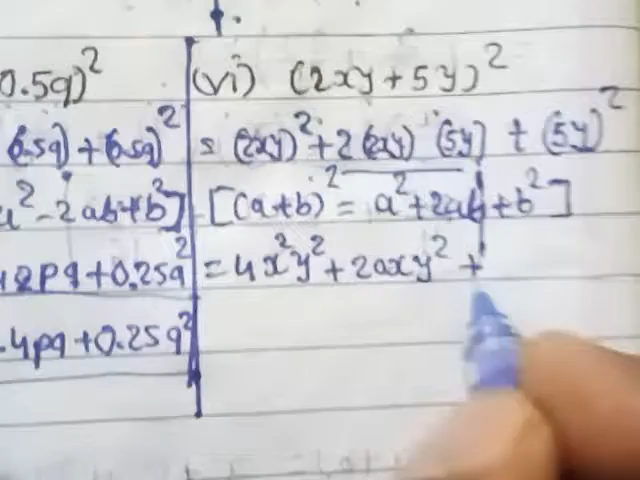 0.5q)²
(0.5q) + (0.5q)²
a² - 2ab + b²]
q + 0.25q²
.4pq + 0.25q²
(vi) (2xy + 5y)²
= (2xy)² + 2(2xy) (5y) + (5y)²
[(a+b)² = a² + 2ab + b²]
= 4x²y² + 20xy² +